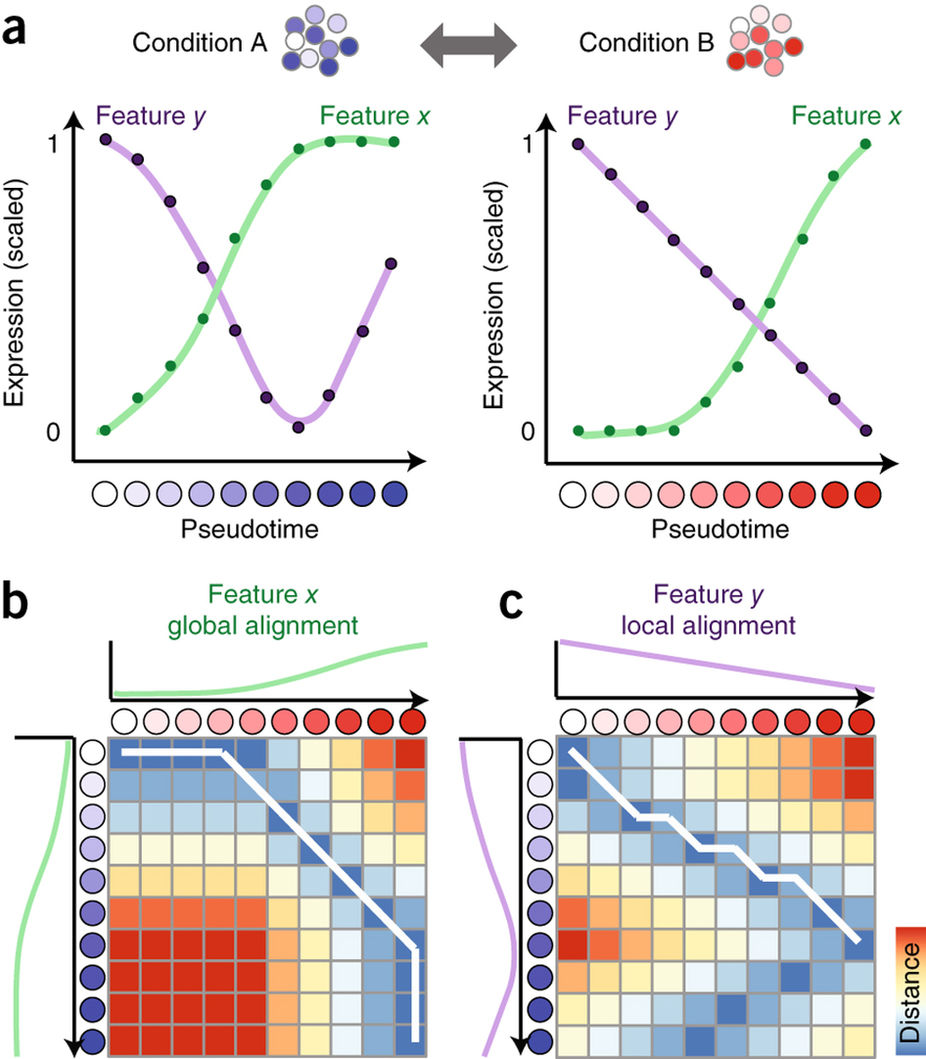 a
Condition A
Condition B
Feature y
Feature x
Feature y
Feature x
1
1
Expression (scaled)
Expression (scaled)
0
0
Pseudotime
Pseudotime
b
c
Feature x
global alignment
Feature y
local alignment
Distance